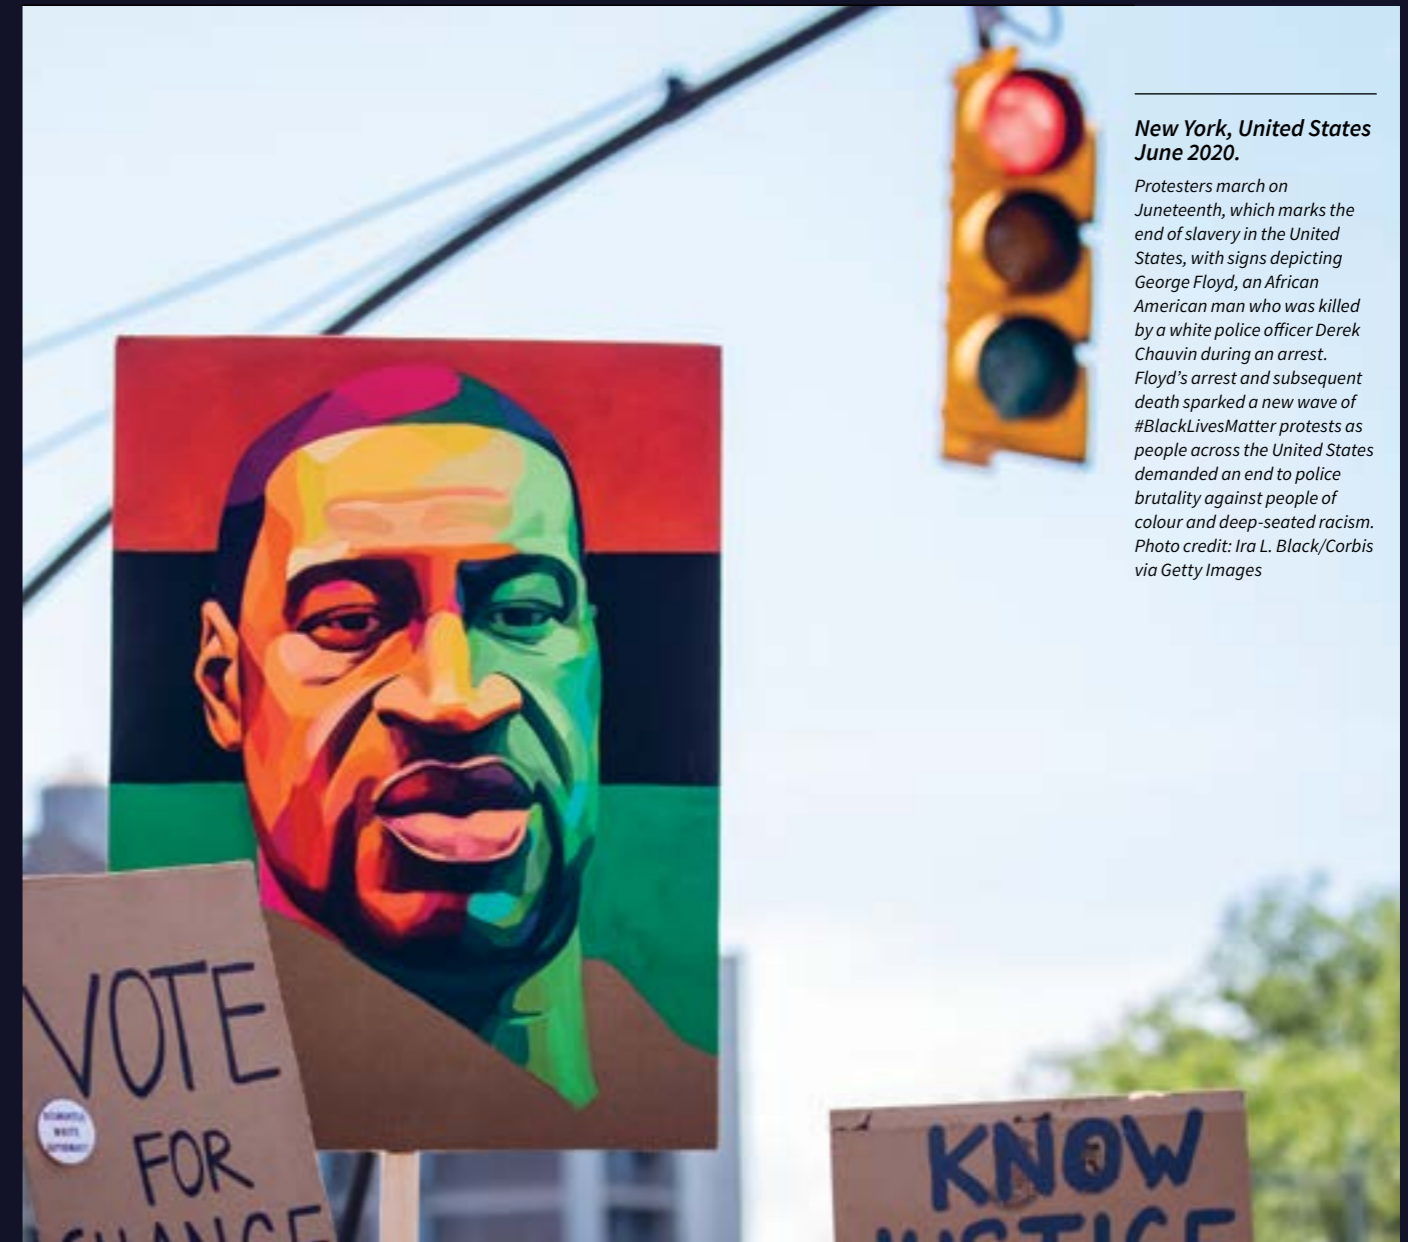 New York, United States
June 2020.
Protesters march on
Juneteenth, which marks the
end of slavery in the United
States, with signs depicting
George Floyd, an African
American man who was killed
by a white police officer Derek
Chauvin during an arrest.
Floyd's arrest and subsequent
death sparked a new wave of
#BlackLivesMatter protests as
people across the United States
demanded an end to police
brutality against people of
colour and deep-seated racism.
Photo credit: Ira L. Black/Corbis
via Getty Images
VOTE
FOR
CHANGE
KNOW
JUSTICE